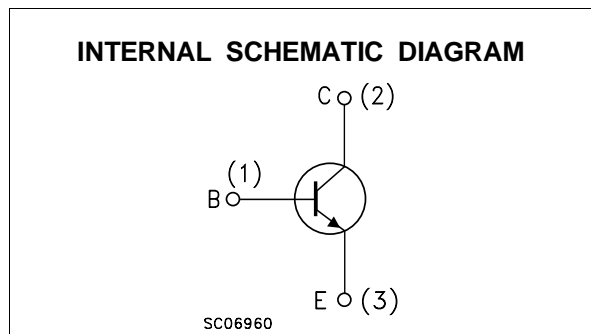 INTERNAL SCHEMATIC DIAGRAM
C (2)
(1)
B
E (3)
SC06960